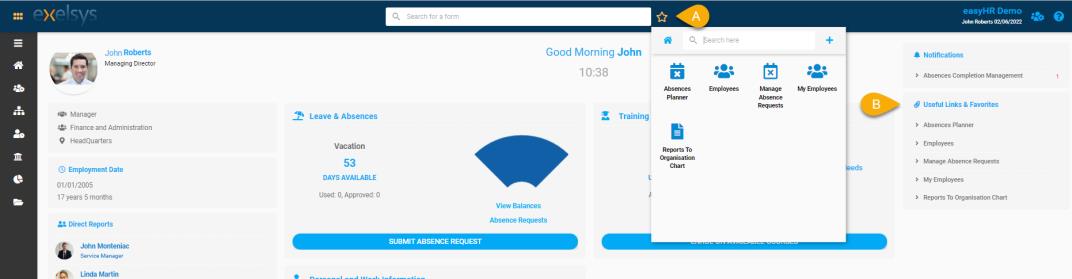 exelsys
Search for a form
A
easyHR Demo
John Roberts 02/06/2022
John Roberts
Managing Director
Good Morning John
10:38
Search here
Absences
Planner
Employees
Manage
Absence
Requests
My Employees
Reports To
Organisation
Chart
Notifications
Absences Completion Management 1
B
Useful Links & Favorites
Absences Planner
Employees
Manage Absence Requests
My Employees
Reports To Organisation Chart
Manager
Finance and Administration
HeadQuarters
Employment Date
01/01/2005
17 years 5 months
Direct Reports
John Monteniac
Service Manager
Linda Martin
Leave & Absences
Vacation
53
DAYS AVAILABLE
Used: 0, Approved: 0
View Balances
Absence Requests
SUBMIT ABSENCE REQUEST
Training
Personal and Work Information